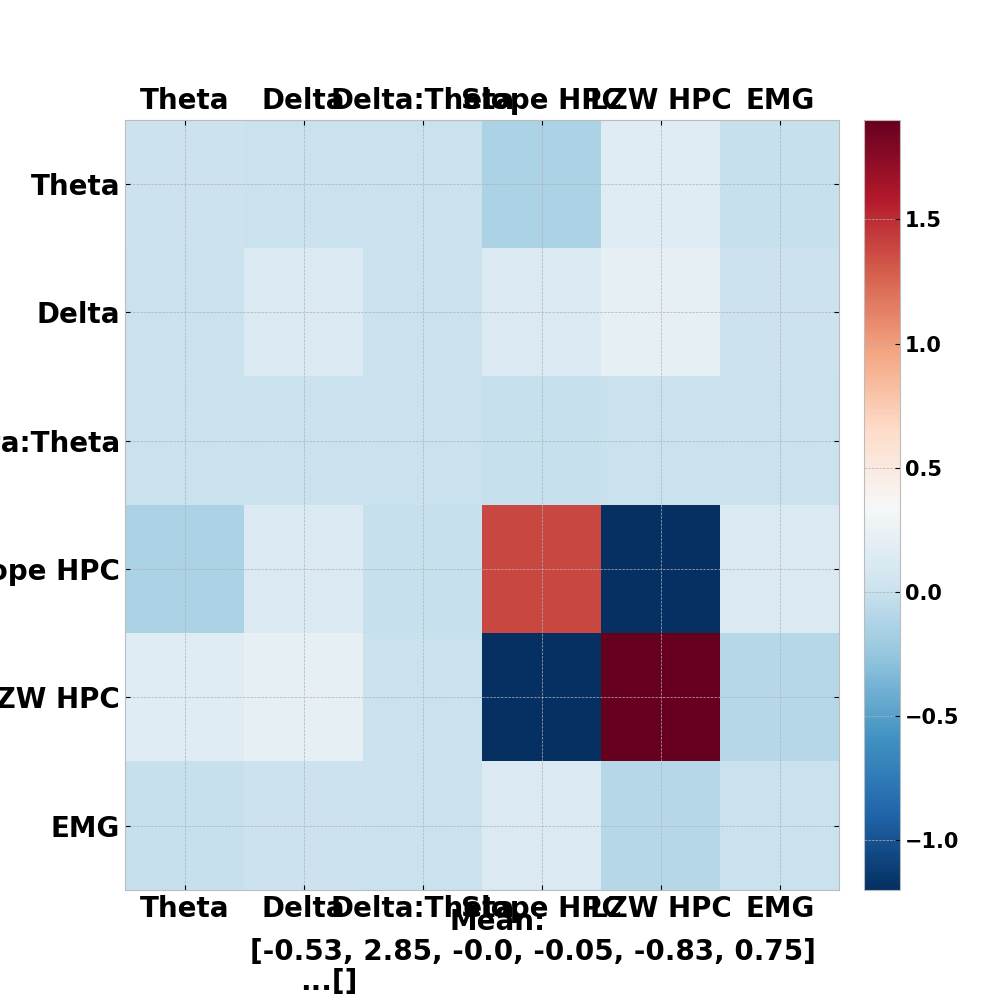 Theta Delta Delta:Theta Slope HPC LZW HPC EMG
Theta
Delta
a:Theta
ope HPC
ZW HPC
EMG
1.5
1.0
0.5
0.0
−0.5
−1.0
Theta Delta Delta:Theta Slope HPC LZW HPC EMG
Mean:
[-0.53, 2.85, -0.0, -0.05, -0.83, 0.75]
...[]